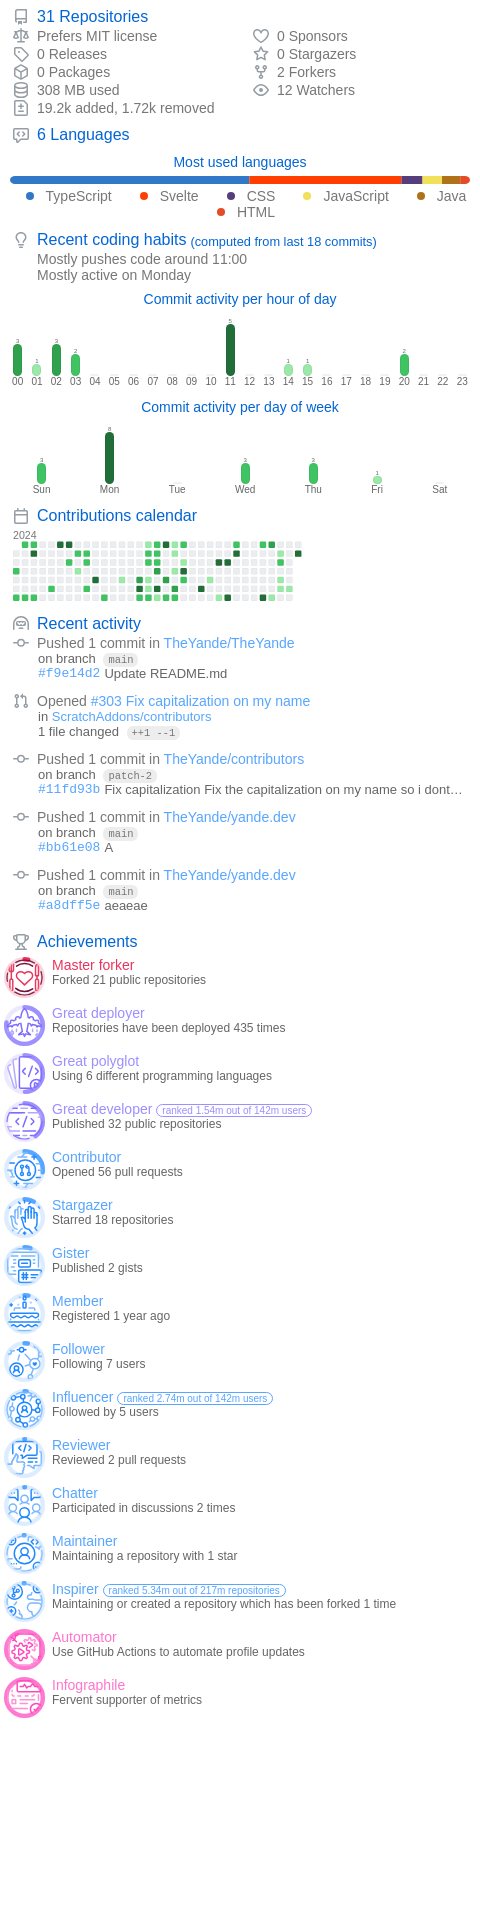 31 Repositories
Prefers MIT license
0 Sponsors
0 Releases
0 Stargazers
0 Packages
2 Forkers
308 MB used
12 Watchers
19.2k added, 1.72k removed
6 Languages
Most used languages
TypeScript Svelte CSS JavaScript Java
HTML
Recent coding habits (computed from last 18 commits)
Mostly pushes code around 11:00
Mostly active on Monday
Commit activity per hour of day
3 1 3 2 5 1 1 2
00 01 02 03 04 05 06 07 08 09 10 11 12 13 14 15 16 17 18 19 20 21 22 23
Commit activity per day of week
3 8 3 3 1
Sun Mon Tue Wed Thu Fri Sat
Contributions calendar
2024
Recent activity
Pushed 1 commit in TheYande/TheYande
on branch main
#f9e14d2 Update README.md
Opened #303 Fix capitalization on my name
in ScratchAddons/contributors
1 file changed ++1 --1
Pushed 1 commit in TheYande/contributors
on branch patch-2
#11fd93b Fix capitalization Fix the capitalization on my name so i dont…
Pushed 1 commit in TheYande/yande.dev
on branch main
#bb61e08 A
Pushed 1 commit in TheYande/yande.dev
on branch main
#a8dff5e aeaeae
Achievements
Master forker
Forked 21 public repositories
Great deployer
Repositories have been deployed 435 times
Great polyglot
Using 6 different programming languages
Great developer ranked 1.54m out of 142m users
Published 32 public repositories
Contributor
Opened 56 pull requests
Stargazer
Starred 18 repositories
Gister
Published 2 gists
Member
Registered 1 year ago
Follower
Following 7 users
Influencer ranked 2.74m out of 142m users
Followed by 5 users
Reviewer
Reviewed 2 pull requests
Chatter
Participated in discussions 2 times
Maintainer
Maintaining a repository with 1 star
Inspirer ranked 5.34m out of 217m repositories
Maintaining or created a repository which has been forked 1 time
Automator
Use GitHub Actions to automate profile updates
Infographile
Fervent supporter of metrics